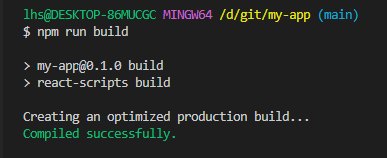 lhs@DESKTOP-86MUCGC MINGW64 /d/git/my-app (main)
$ npm run build
> my-app@0.1.0 build
> react-scripts build
Creating an optimized production build...
Compiled successfully.